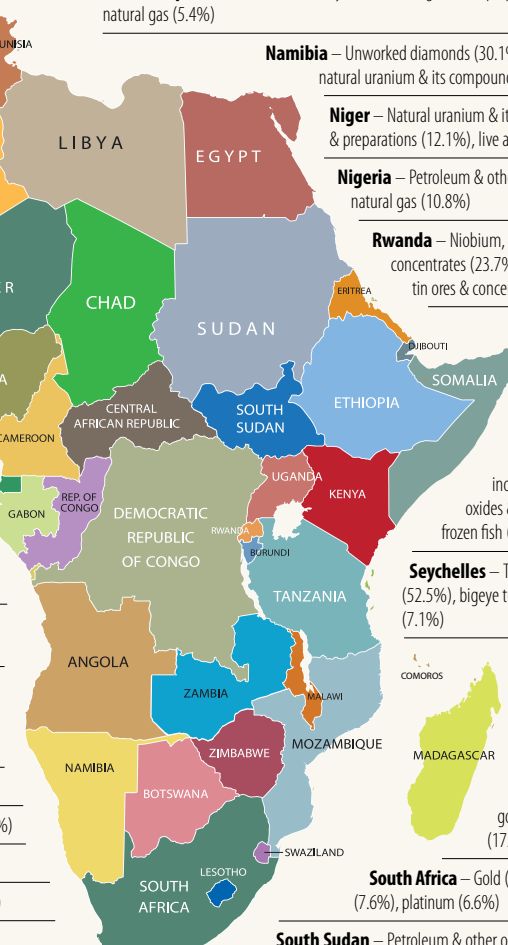 natural gas (5.4%)
Namibia – Unworked diamonds (30.1%
natural uranium & its compoun
Niger – Natural uranium & it
& preparations (12.1%), live a
Nigeria – Petroleum & oth
natural gas (10.8%)
Rwanda – Niobium,
concentrates (23.7%
tin ores & conce
UNISIA
LIBYA
EGYPT
ER
CHAD
SUDAN
ERITREA
DJIBOUTI
SOMALIA
A
CENTRAL
AFRICAN REPUBLIC
SOUTH
SUDAN
ETHIOPIA
CAMEROON
UGANDA
KENYA
REP. OF
CONGO
GABON
DEMOCRATIC
REPUBLIC
OF CONGO
RWANDA
BURUNDI
TANZANIA
inc
oxides &
frozen fish (
Seychelles – T
(52.5%), bigeye t
(7.1%)
ANGOLA
ZAMBIA
MALAWI
COMOROS
MOZAMBIQUE
MADAGASCAR
NAMIBIA
ZIMBABWE
BOTSWANA
%)
go
(17.
SWAZILAND
LESOTHO
SOUTH
AFRICA
South Africa – Gold (
(7.6%), platinum (6.6%)
South Sudan – Petroleum & other o